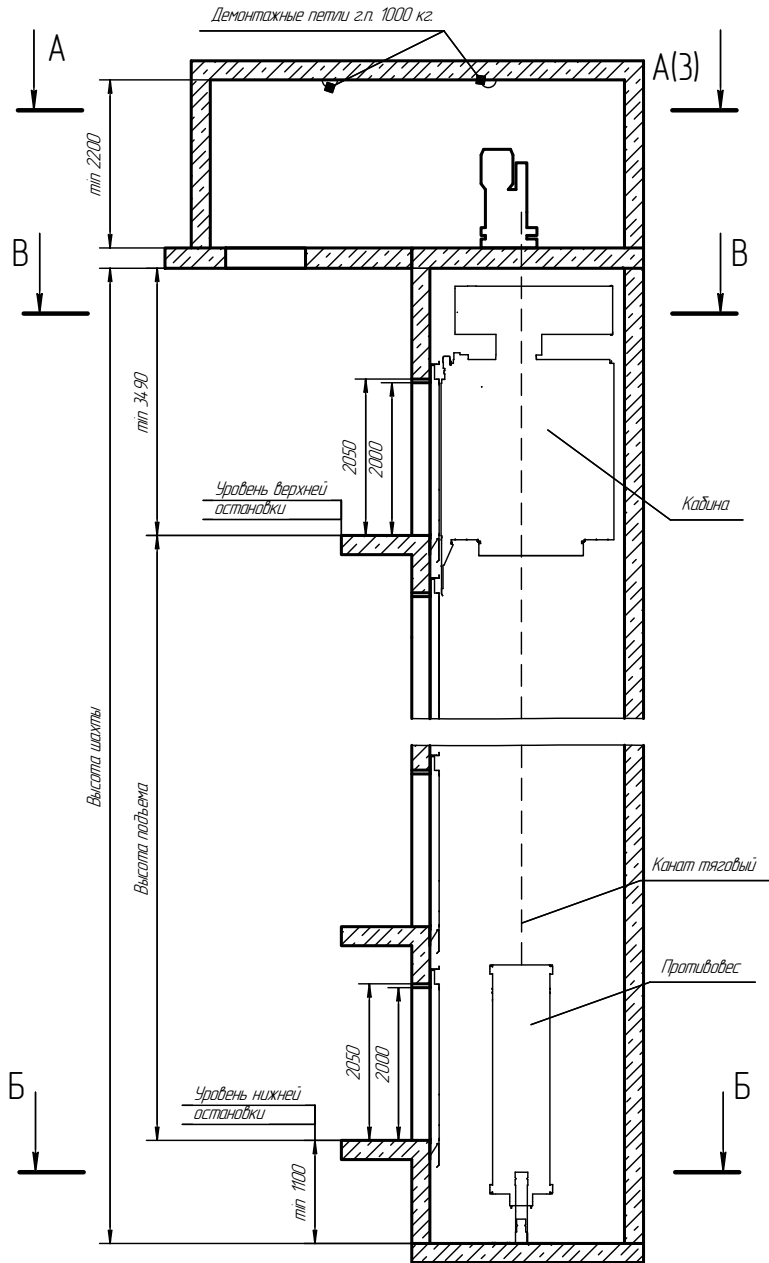 Демонтажные петли г.п. 1000 кг.
А
А(3)
min 2200
В
В
min 3490
2050
2000
Уровень верхней
остановки
Кабина
Высота шахты
Высота подъема
Канат тяговый
Противовес
2050
2000
Б
Б
Уровень нижней
остановки
min 1100